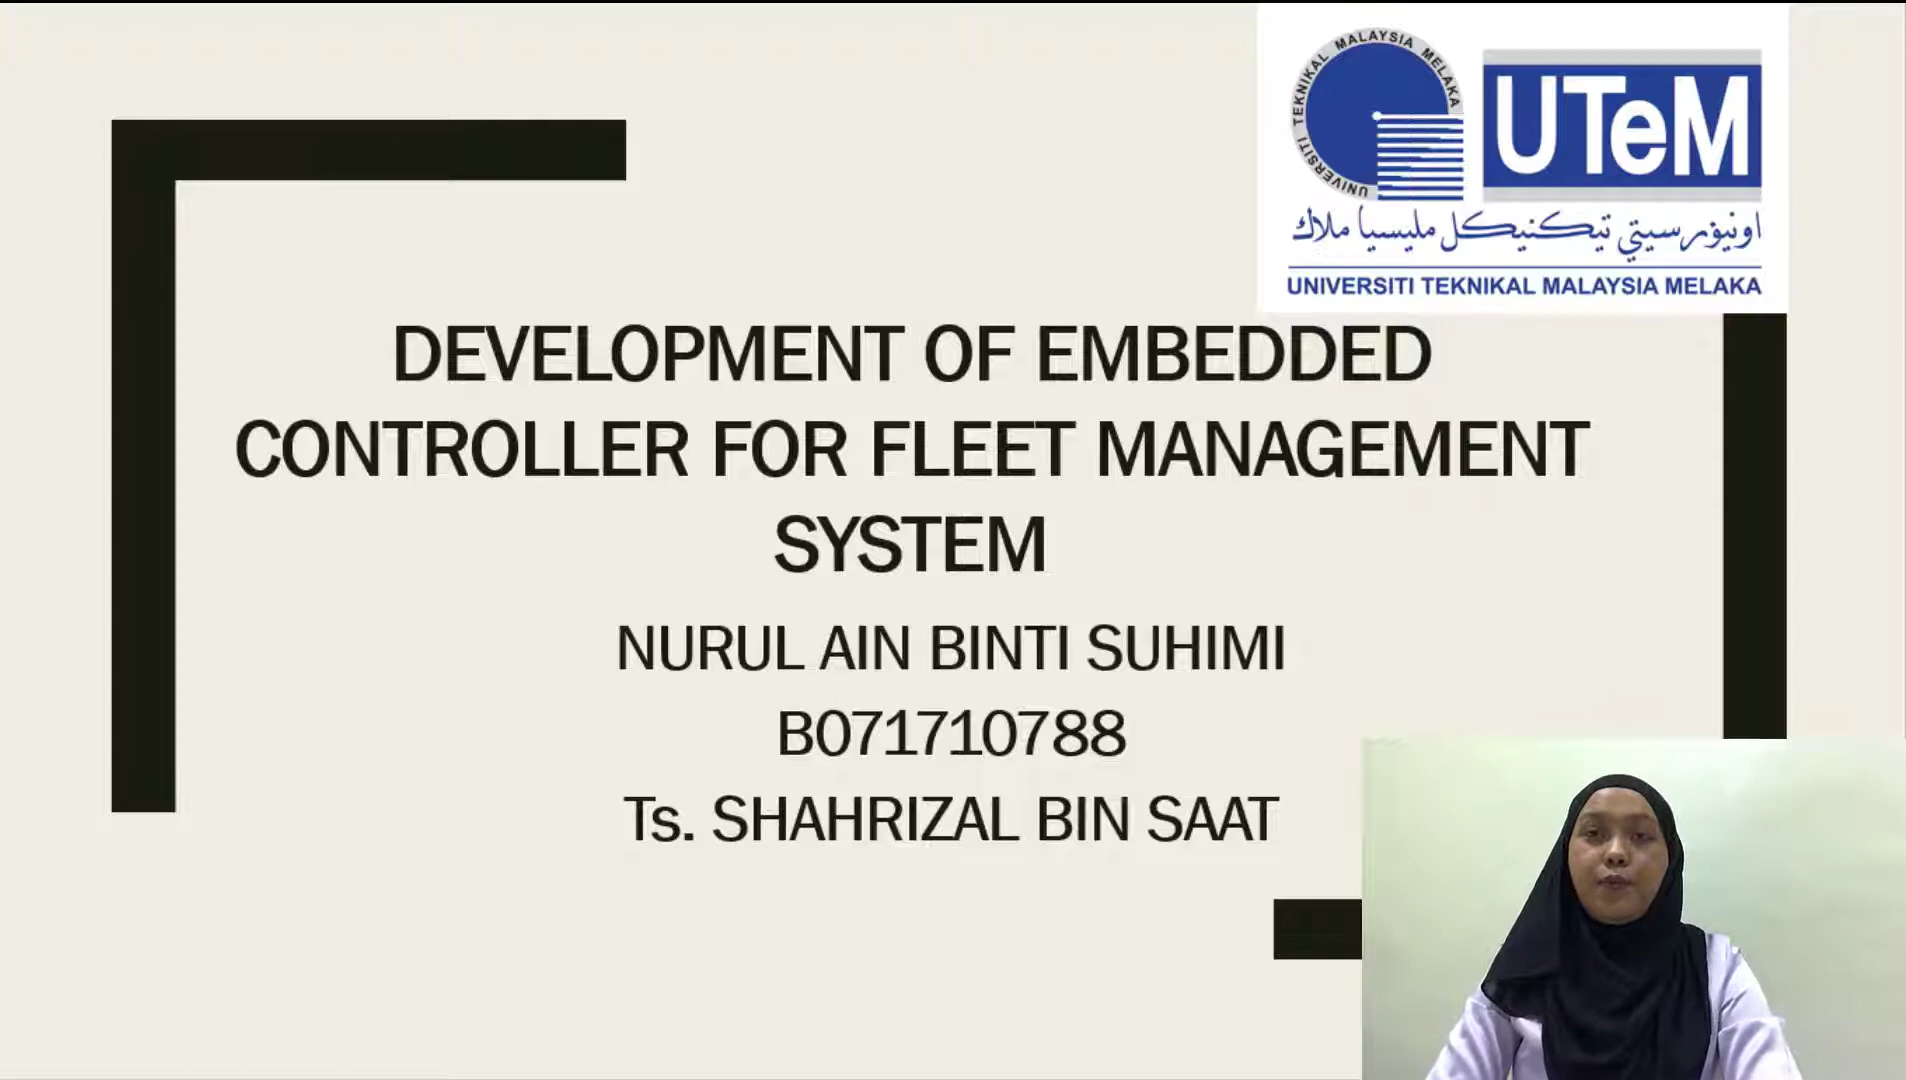 UNIVERSITI TEKNIKAL MALAYSIA MELAKA
UTeM
اونيۏرسيتي تيکنيکل مليسيا ملاك
UNIVERSITI TEKNIKAL MALAYSIA MELAKA
DEVELOPMENT OF EMBEDDED
CONTROLLER FOR FLEET MANAGEMENT
SYSTEM
NURUL AIN BINTI SUHIMI
B071710788
Ts. SHAHRIZAL BIN SAAT